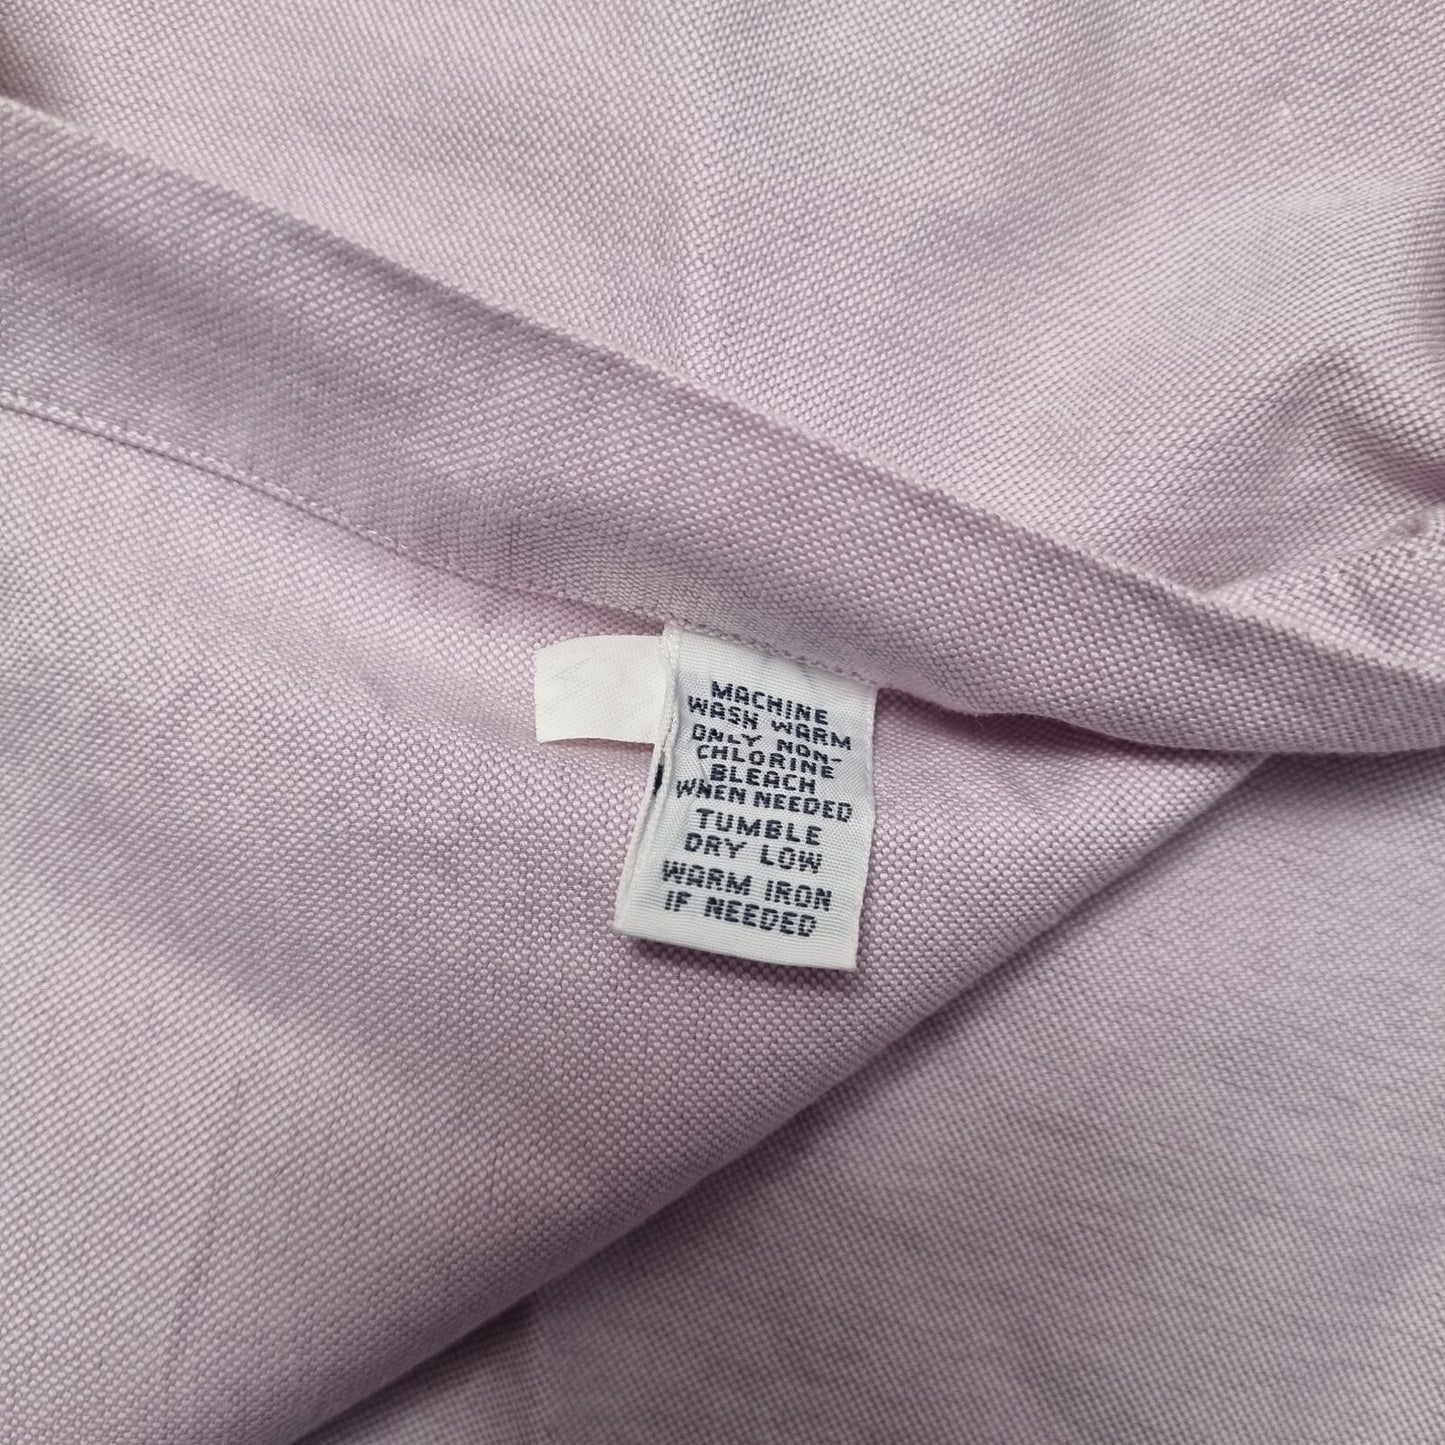 MACHINE
WASH WARM
ONLY NON-
CHLORINE
BLEACH
WHEN NEEDED
TUMBLE
DRY LOW
WARM IRON
IF NEEDED